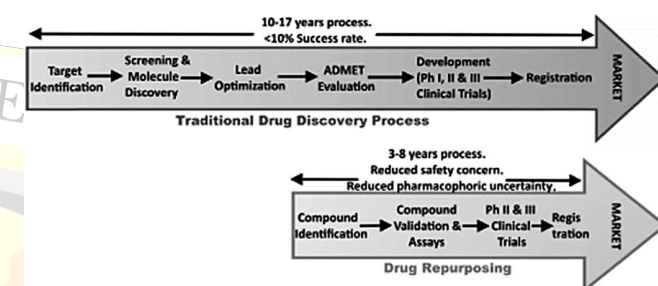 10-17 years process.
<10% Success rate.
Target
Identification
Screening &
Molecule
Discovery
Lead
Optimization
ADMET
Evaluation
Development
(Ph I, II & III
Clinical Trials)
Registration
MARKET
Traditional Drug Discovery Process
3-8 years process.
Reduced safety concern.
Reduced pharmacophoric uncertainty.
Compound
Identification
Compound
Validation &
Assays
Ph II & III
Clinical
Trials
Regis
tration
MARKET
Drug Repurposing